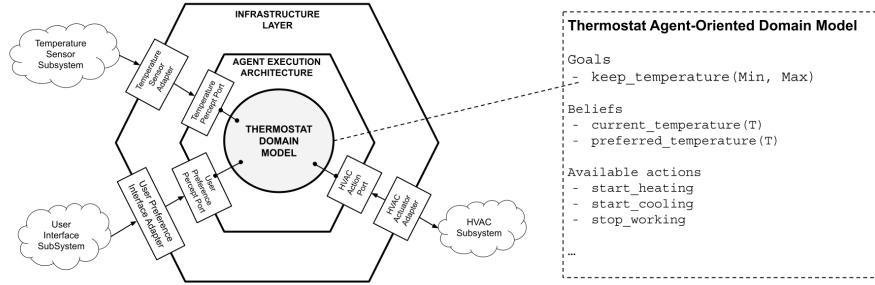 INFRASTRUCTURE
LAYER
Temperature
Sensor
Subsystem
Temperature
Sensor
Adapter
AGENT EXECUTION
ARCHITECTURE
Temperature
Percept Port
THERMOSTAT
DOMAIN
MODEL
User
Preference
Percept Port
User Preference
Interface Adapter
User
Interface
SubSystem
HVAC
Action
Port
HVAC
Actuator
Adapter
HVAC
Subsystem
Thermostat Agent-Oriented Domain Model
Goals
- keep_temperature(Min, Max)
Beliefs
- current_temperature(T)
- preferred_temperature(T)
Available actions
- start_heating
- start_cooling
- stop_working
…